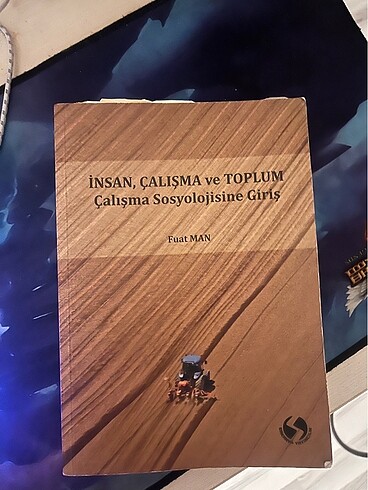 İNSAN, ÇALIŞMA ve TOPLUM
Çalışma Sosyolojisine Giriş
Fuat MAN